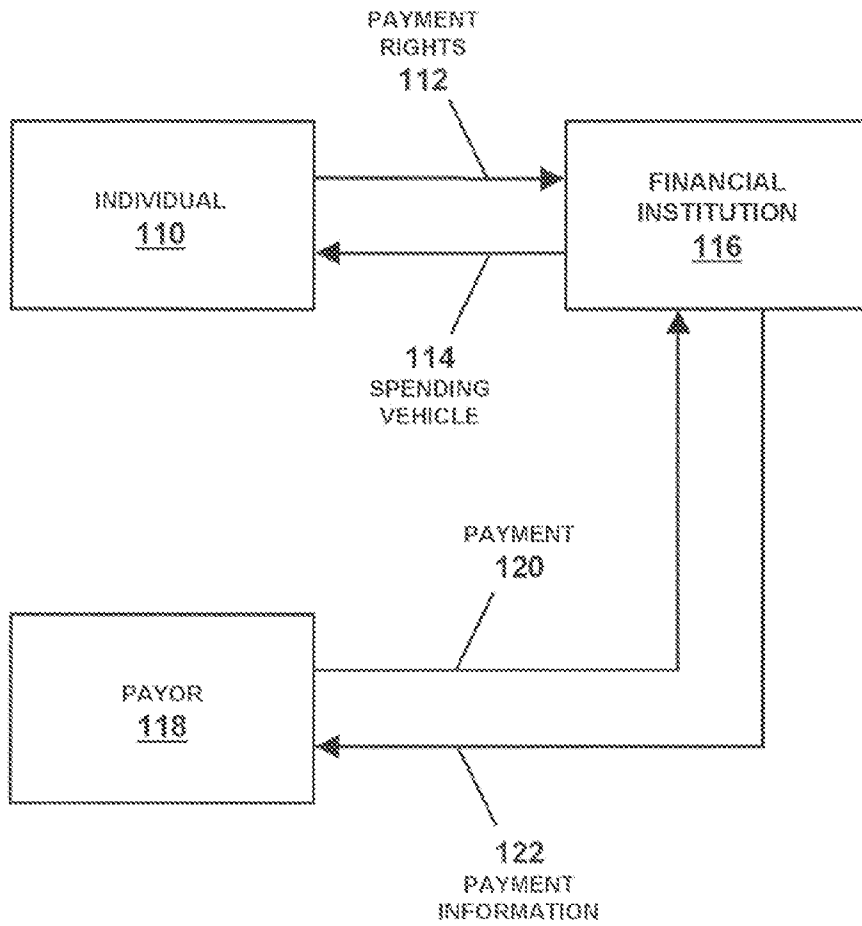 PAYMENT
RIGHTS
112
INDIVIDUAL
110
FINANCIAL
INSTITUTION
116
114
SPENDING
VEHICLE
PAYMENT
120
PAYOR
118
122
PAYMENT
INFORMATION